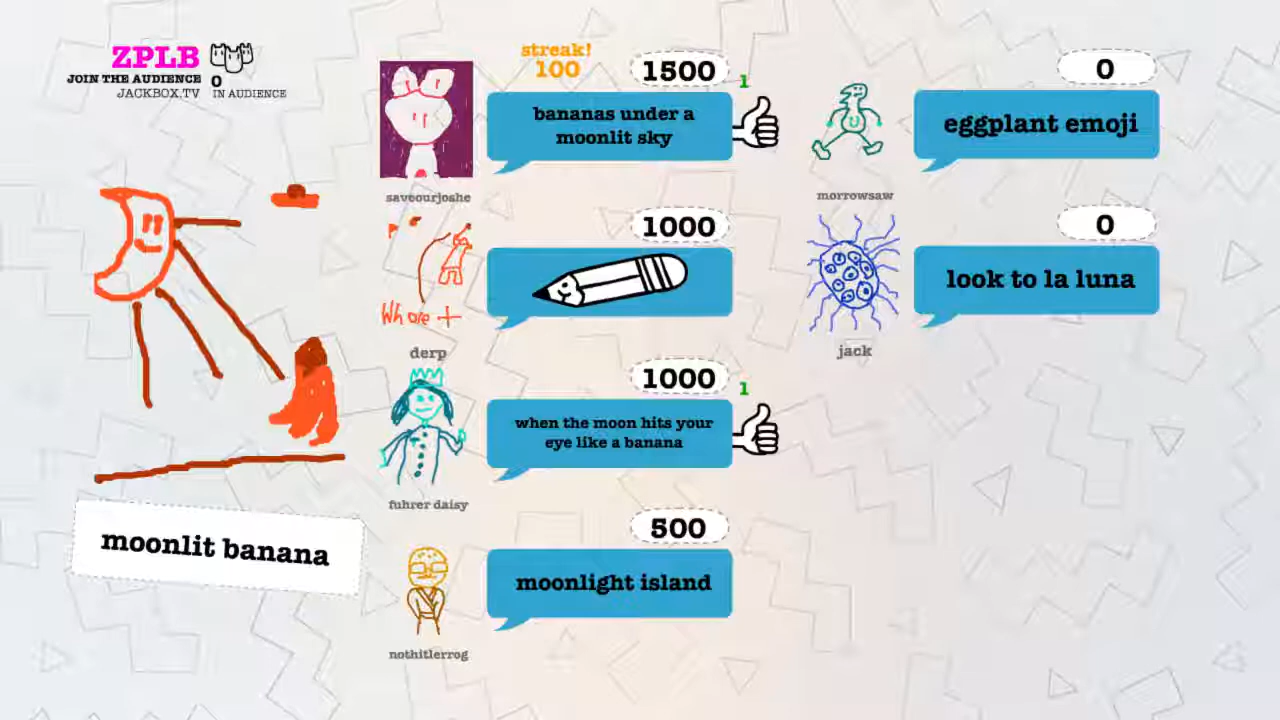 ZPLB
JOIN THE AUDIENCE
JACKBOX.TV
0
IN AUDIENCE
moonlit banana
streak!
100
1500
1
bananas under a
moonlit sky
saveourjoshe
1000
Whore +
derp
1000
1
when the moon hits your
eye like a banana
fuhrer daisy
500
moonlight island
nothitlerrog
0
eggplant emoji
morrowsaw
0
look to la luna
jack